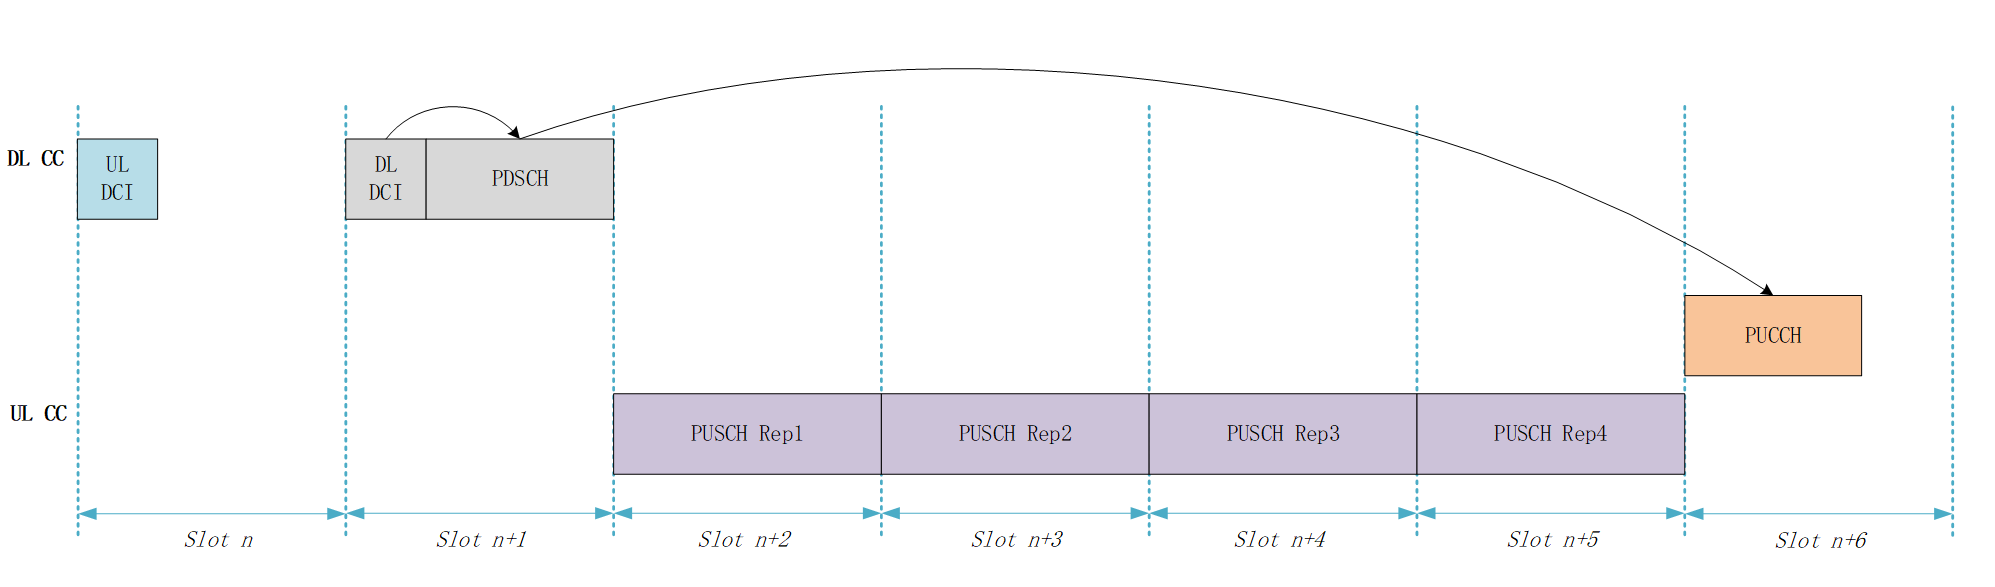 DL CC
UL
DCI
DL
DCI
PDSCH
PUCCH
UL CC
PUSCH Rep1
PUSCH Rep2
PUSCH Rep3
PUSCH Rep4
Slot n
Slot n+1
Slot n+2
Slot n+3
Slot n+4
Slot n+5
Slot n+6